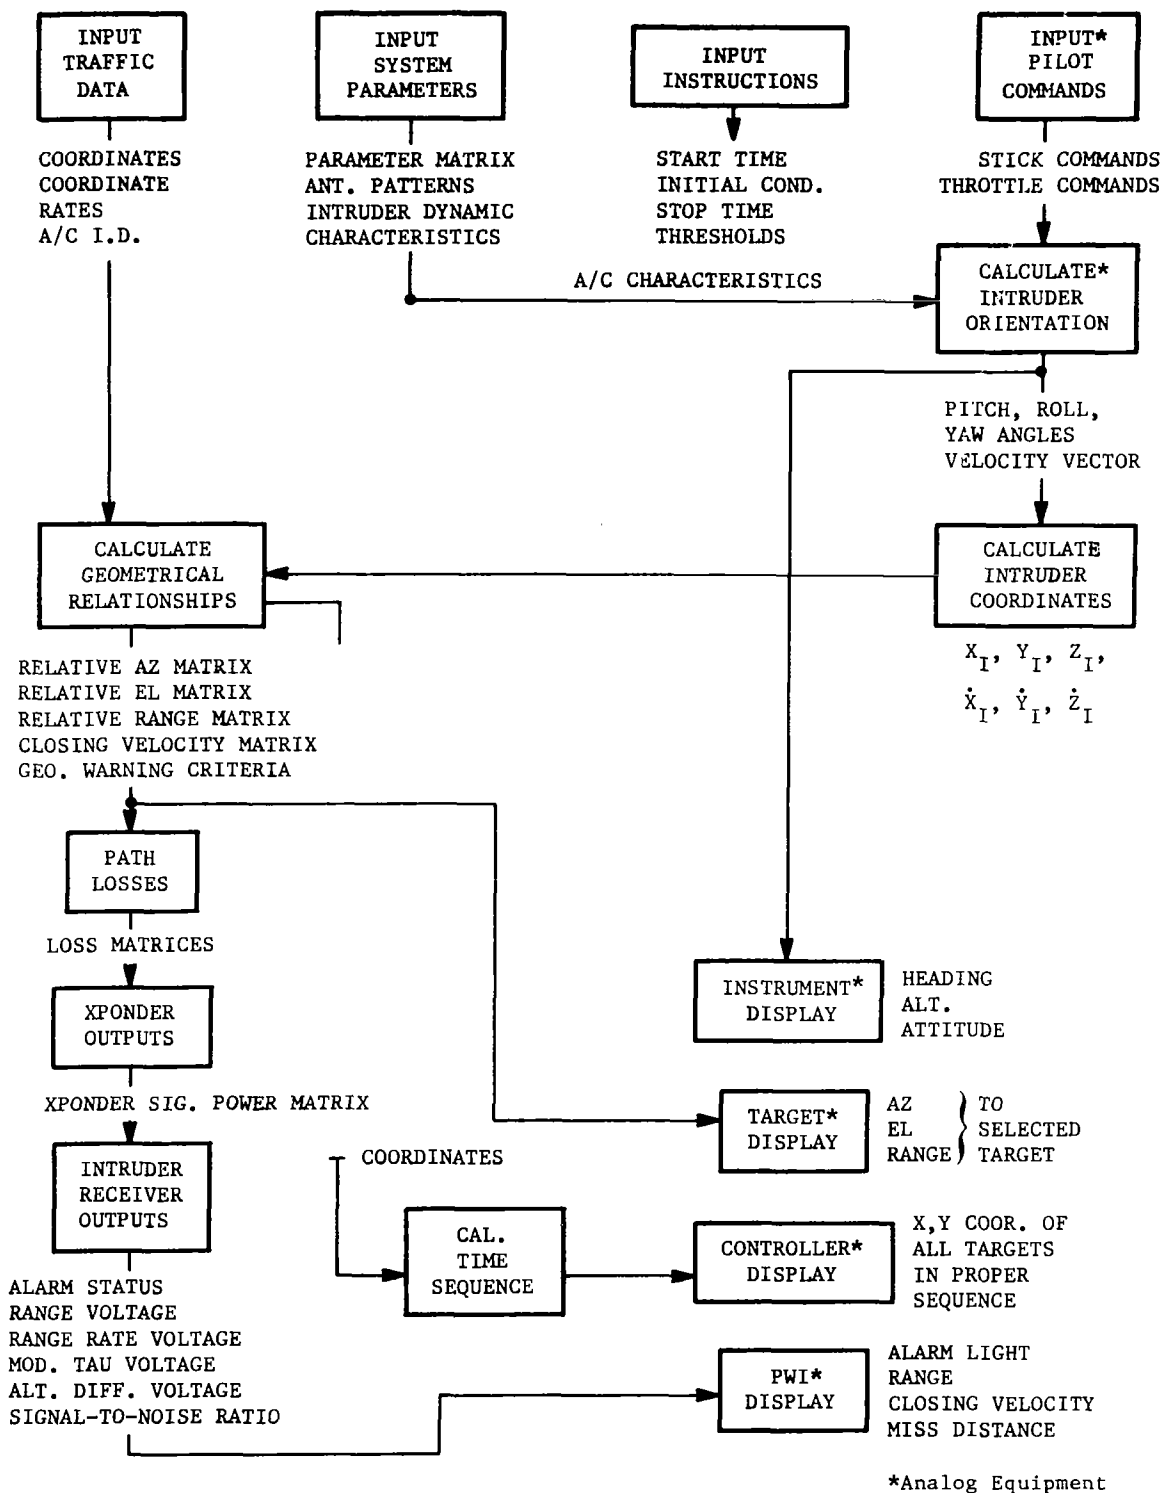 INPUT
TRAFFIC
DATA
INPUT
SYSTEM
PARAMETERS
INPUT
INSTRUCTIONS
INPUT*
PILOT
COMMANDS
COORDINATES
COORDINATE
RATES
A/C I.D.
PARAMETER MATRIX
ANT. PATTERNS
INTRUDER DYNAMIC
CHARACTERISTICS
START TIME
INITIAL COND.
STOP TIME
THRESHOLDS
STICK COMMANDS
THROTTLE COMMANDS
A/C CHARACTERISTICS
CALCULATE*
INTRUDER
ORIENTATION
PITCH, ROLL,
YAW ANGLES
VELOCITY VECTOR
CALCULATE
GEOMETRICAL
RELATIONSHIPS
CALCULATE
INTRUDER
COORDINATES
X_I, Y_I, Z_I,
Ẋ_I, Ẏ_I, Ż_I
RELATIVE AZ MATRIX
RELATIVE EL MATRIX
RELATIVE RANGE MATRIX
CLOSING VELOCITY MATRIX
GEO. WARNING CRITERIA
PATH
LOSSES
LOSS MATRICES
XPONDER
OUTPUTS
INSTRUMENT*
DISPLAY
HEADING
ALT.
ATTITUDE
XPONDER SIG. POWER MATRIX
TARGET*
DISPLAY
AZ
EL
RANGE
TO
SELECTED
TARGET
INTRUDER
RECEIVER
OUTPUTS
COORDINATES
CAL.
TIME
SEQUENCE
CONTROLLER*
DISPLAY
X,Y COOR. OF
ALL TARGETS
IN PROPER
SEQUENCE
ALARM STATUS
RANGE VOLTAGE
RANGE RATE VOLTAGE
MOD. TAU VOLTAGE
ALT. DIFF. VOLTAGE
SIGNAL-TO-NOISE RATIO
PWI*
DISPLAY
ALARM LIGHT
RANGE
CLOSING VELOCITY
MISS DISTANCE
*Analog Equipment